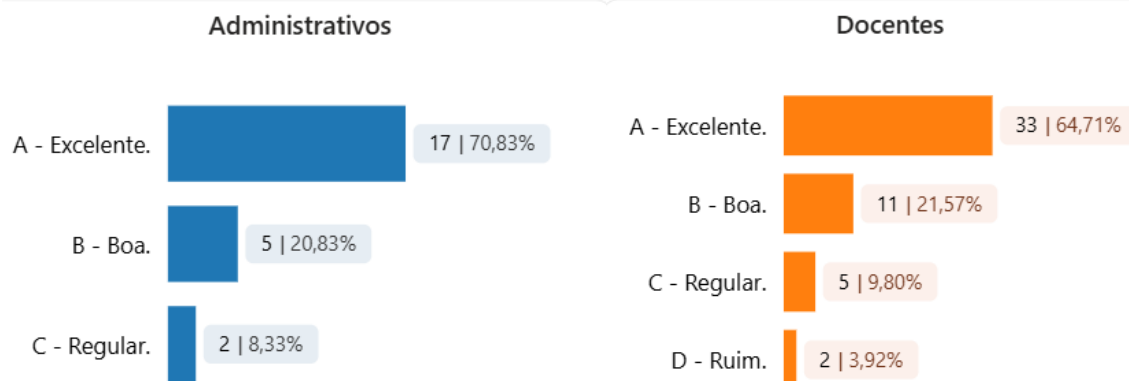 Administrativos
A - Excelente.
17 | 70,83%
B - Boa.
5 | 20,83%
C - Regular.
2 | 8,33%
Docentes
A - Excelente.
33 | 64,71%
B - Boa.
11 | 21,57%
C - Regular.
5 | 9,80%
D - Ruim.
2 | 3,92%